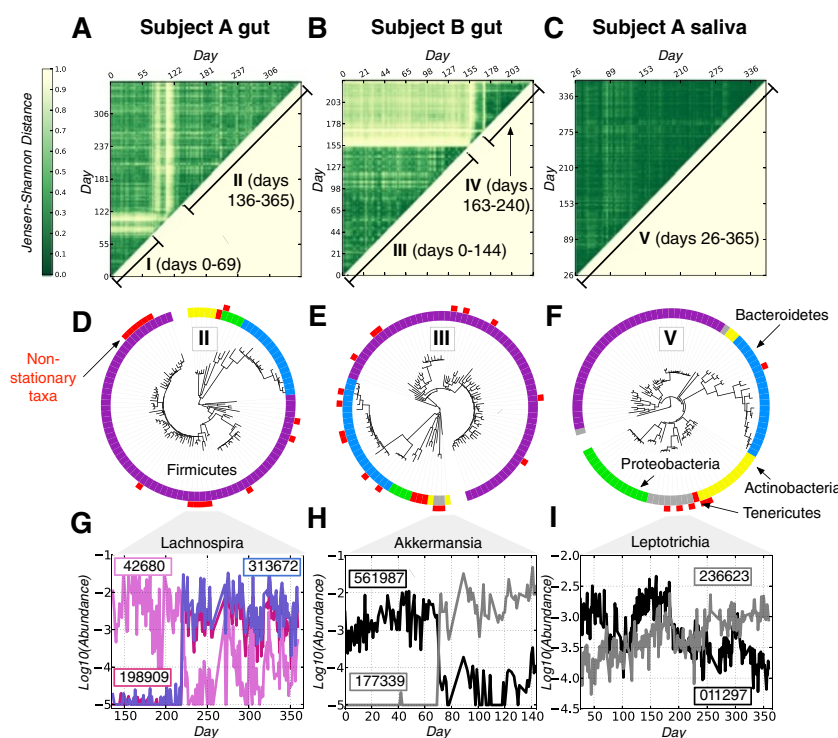 A Subject A gut
B Subject B gut
C Subject A saliva
Day
0 55 122 181 237 306
Day
0 21 44 65 98 127 155 178 203
Day
26 89 153 210 275 336
Jensen-Shannon Distance
1.0
0.9
0.8
0.7
0.6
0.5
0.4
0.3
0.2
0.1
0.0
Day
306
237
181
122
55
0
I (days 0-69)
II (days
136-365)
Day
203
178
155
127
98
65
44
21
0
III (days 0-144)
IV (days
163-240)
Day
336
275
210
153
89
26
V (days 26-365)
D
II
Non-
stationary
taxa
Firmicutes
E
III
F
V
Bacteroidetes
Proteobacteria
Actinobacteria
Tenericutes
G
Lachnospira
Log10(Abundance)
−1
−2
−3
−4
−5
42680
313672
198909
150 200 250 300 350
Day
H
Akkermansia
Log10(Abundance)
−1
−2
−3
−4
−5
561987
177339
0 20 40 60 80 100 120 140
Day
I
Leptotrichia
Log10(Abundance)
−2.0
−2.5
−3.0
−3.5
−4.0
−4.5
236623
011297
50 100 150 200 250 300 350
Day